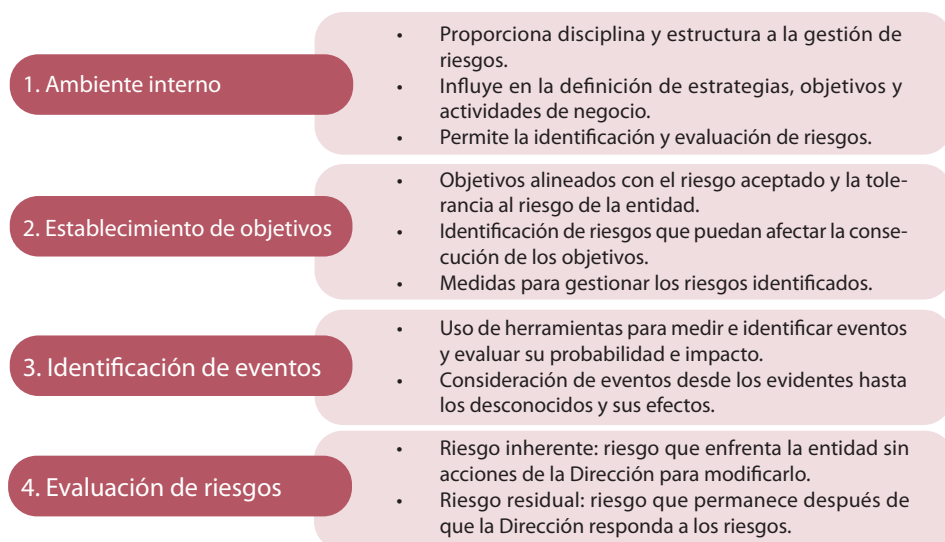 1. Ambiente interno
• Proporciona disciplina y estructura a la gestión de
riesgos.
• Influye en la definición de estrategias, objetivos y
actividades de negocio.
• Permite la identificación y evaluación de riesgos.
2. Establecimiento de objetivos
• Objetivos alineados con el riesgo aceptado y la tole-
rancia al riesgo de la entidad.
• Identificación de riesgos que puedan afectar la conse-
cución de los objetivos.
• Medidas para gestionar los riesgos identificados.
3. Identificación de eventos
• Uso de herramientas para medir e identificar eventos
y evaluar su probabilidad e impacto.
• Consideración de eventos desde los evidentes hasta
los desconocidos y sus efectos.
4. Evaluación de riesgos
• Riesgo inherente: riesgo que enfrenta la entidad sin
acciones de la Dirección para modificarlo.
• Riesgo residual: riesgo que permanece después de
que la Dirección responda a los riesgos.